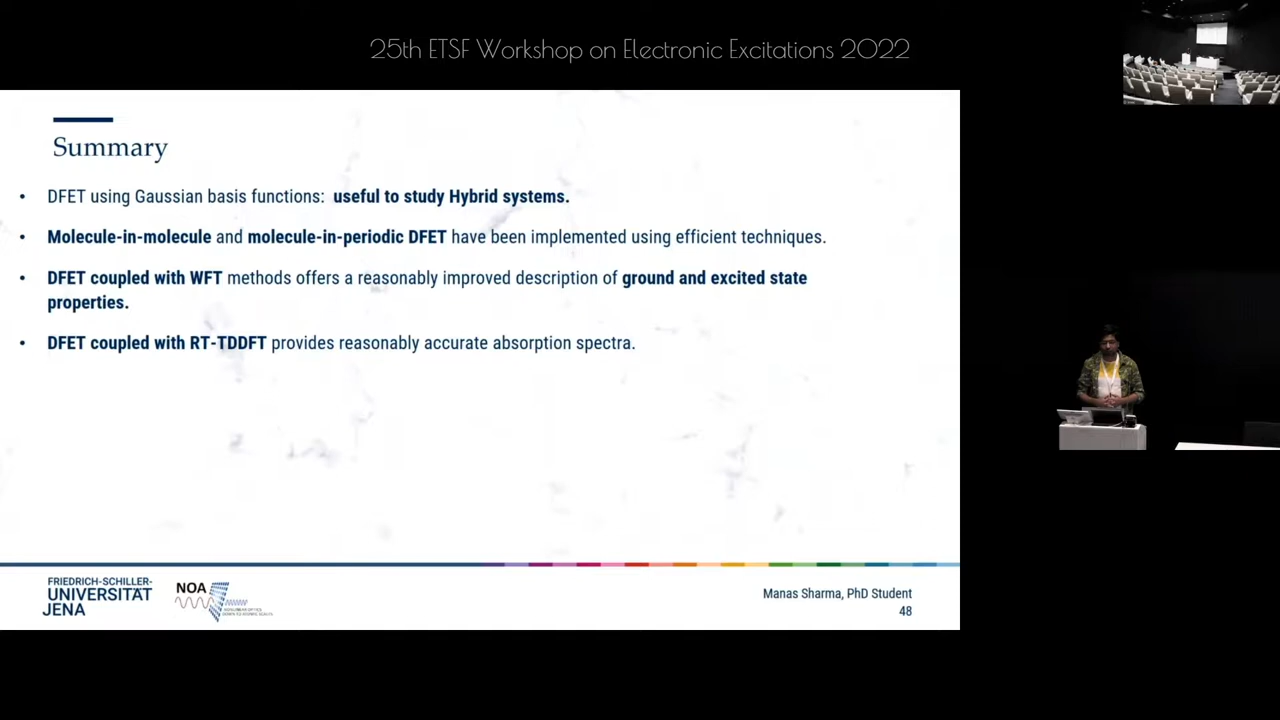 25th ETSF Workshop on Electronic Excitations 2022
Summary
• DFET using Gaussian basis functions: useful to study Hybrid systems.
• Molecule-in-molecule and molecule-in-periodic DFET have been implemented using efficient techniques.
• DFET coupled with WFT methods offers a reasonably improved description of ground and excited state
properties.
• DFET coupled with RT-TDDFT provides reasonably accurate absorption spectra.
FRIEDRICH-SCHILLER-
UNIVERSITÄT
JENA
NOA
Manas Sharma, PhD Student
48